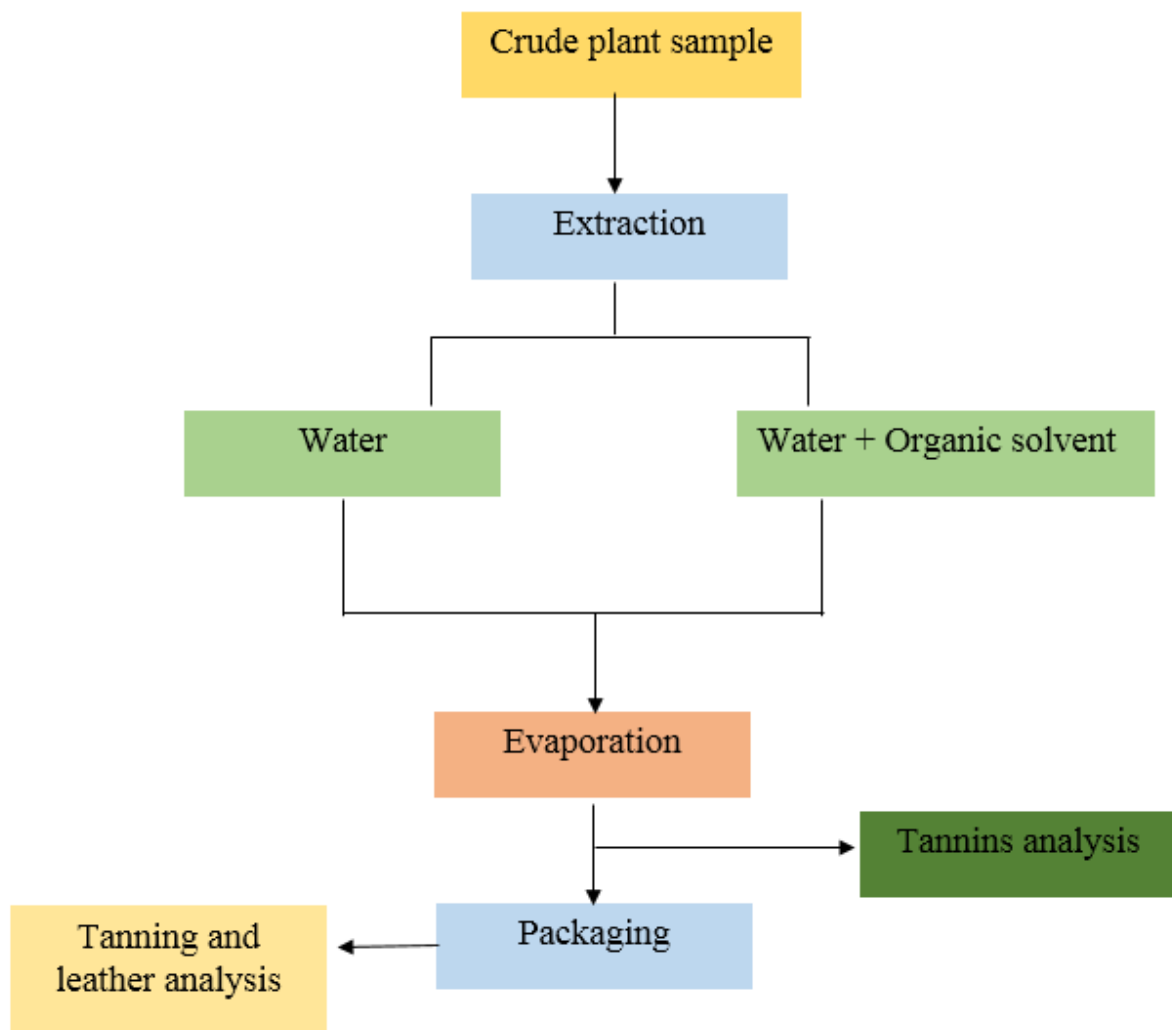 Crude plant sample
Extraction
Water
Water + Organic solvent
Evaporation
Tannins analysis
Packaging
Tanning and
leather analysis